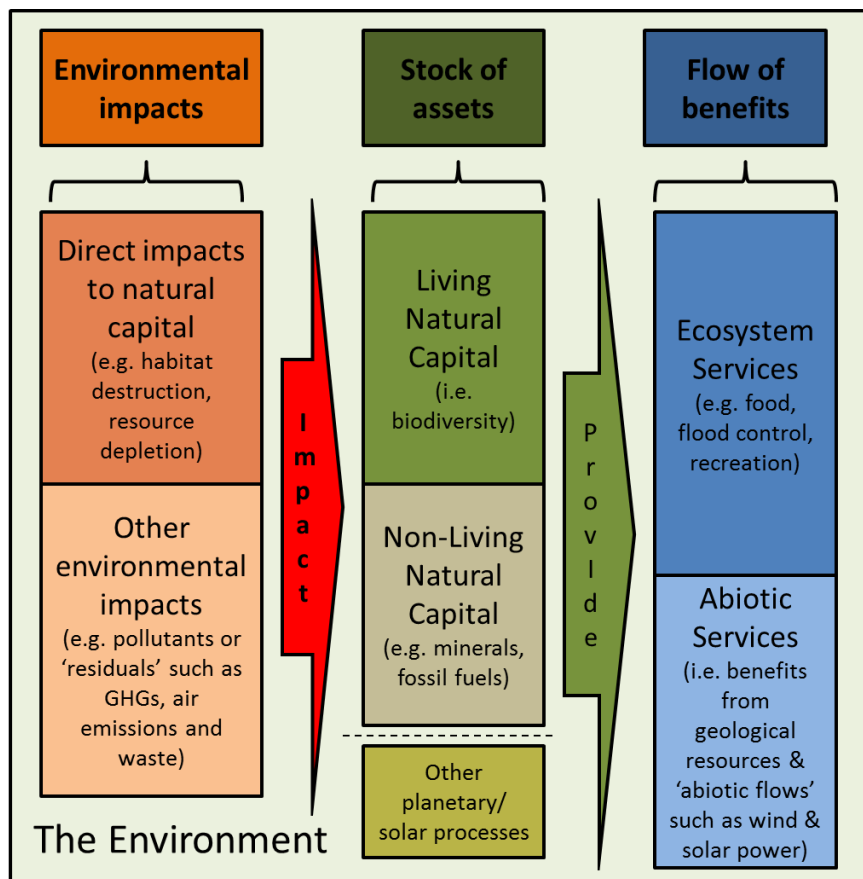 Environmental
impacts
Stock of
assets
Flow of
benefits
Direct impacts
to natural
capital
(e.g. habitat
destruction,
resource
depletion)
Other
environmental
impacts
(e.g. pollutants or
‘residuals’ such as
GHGs, air
emissions and
waste)
Impact
Living
Natural
Capital
(i.e.
biodiversity)
Non-Living
Natural
Capital
(e.g. minerals,
fossil fuels)
Other
planetary/
solar processes
ProvIde
Ecosystem
Services
(e.g. food,
flood control,
recreation)
Abiotic
Services
(i.e. benefits
from
geological
resources &
‘abiotic flows’
such as wind &
solar power)
The Environment